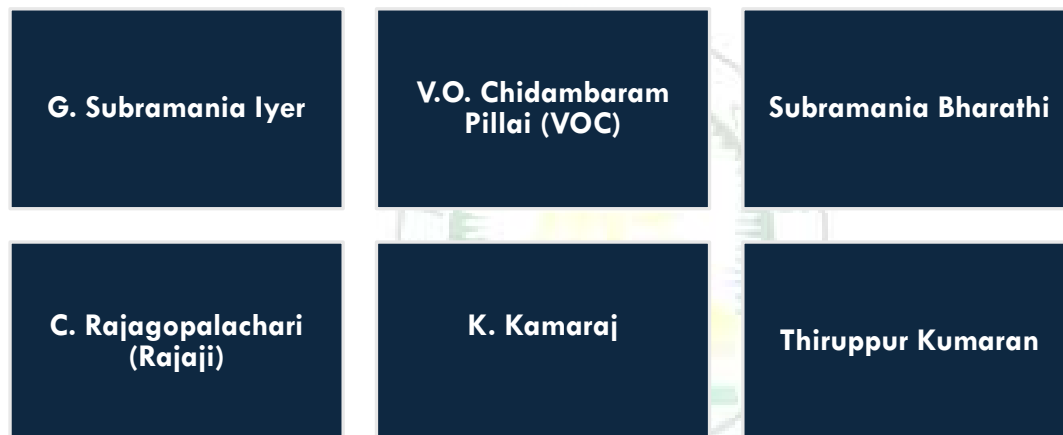 G. Subramania Iyer
V.O. Chidambaram
Pillai (VOC)
Subramania Bharathi
C. Rajagopalachari
(Rajaji)
K. Kamaraj
Thiruppur Kumaran